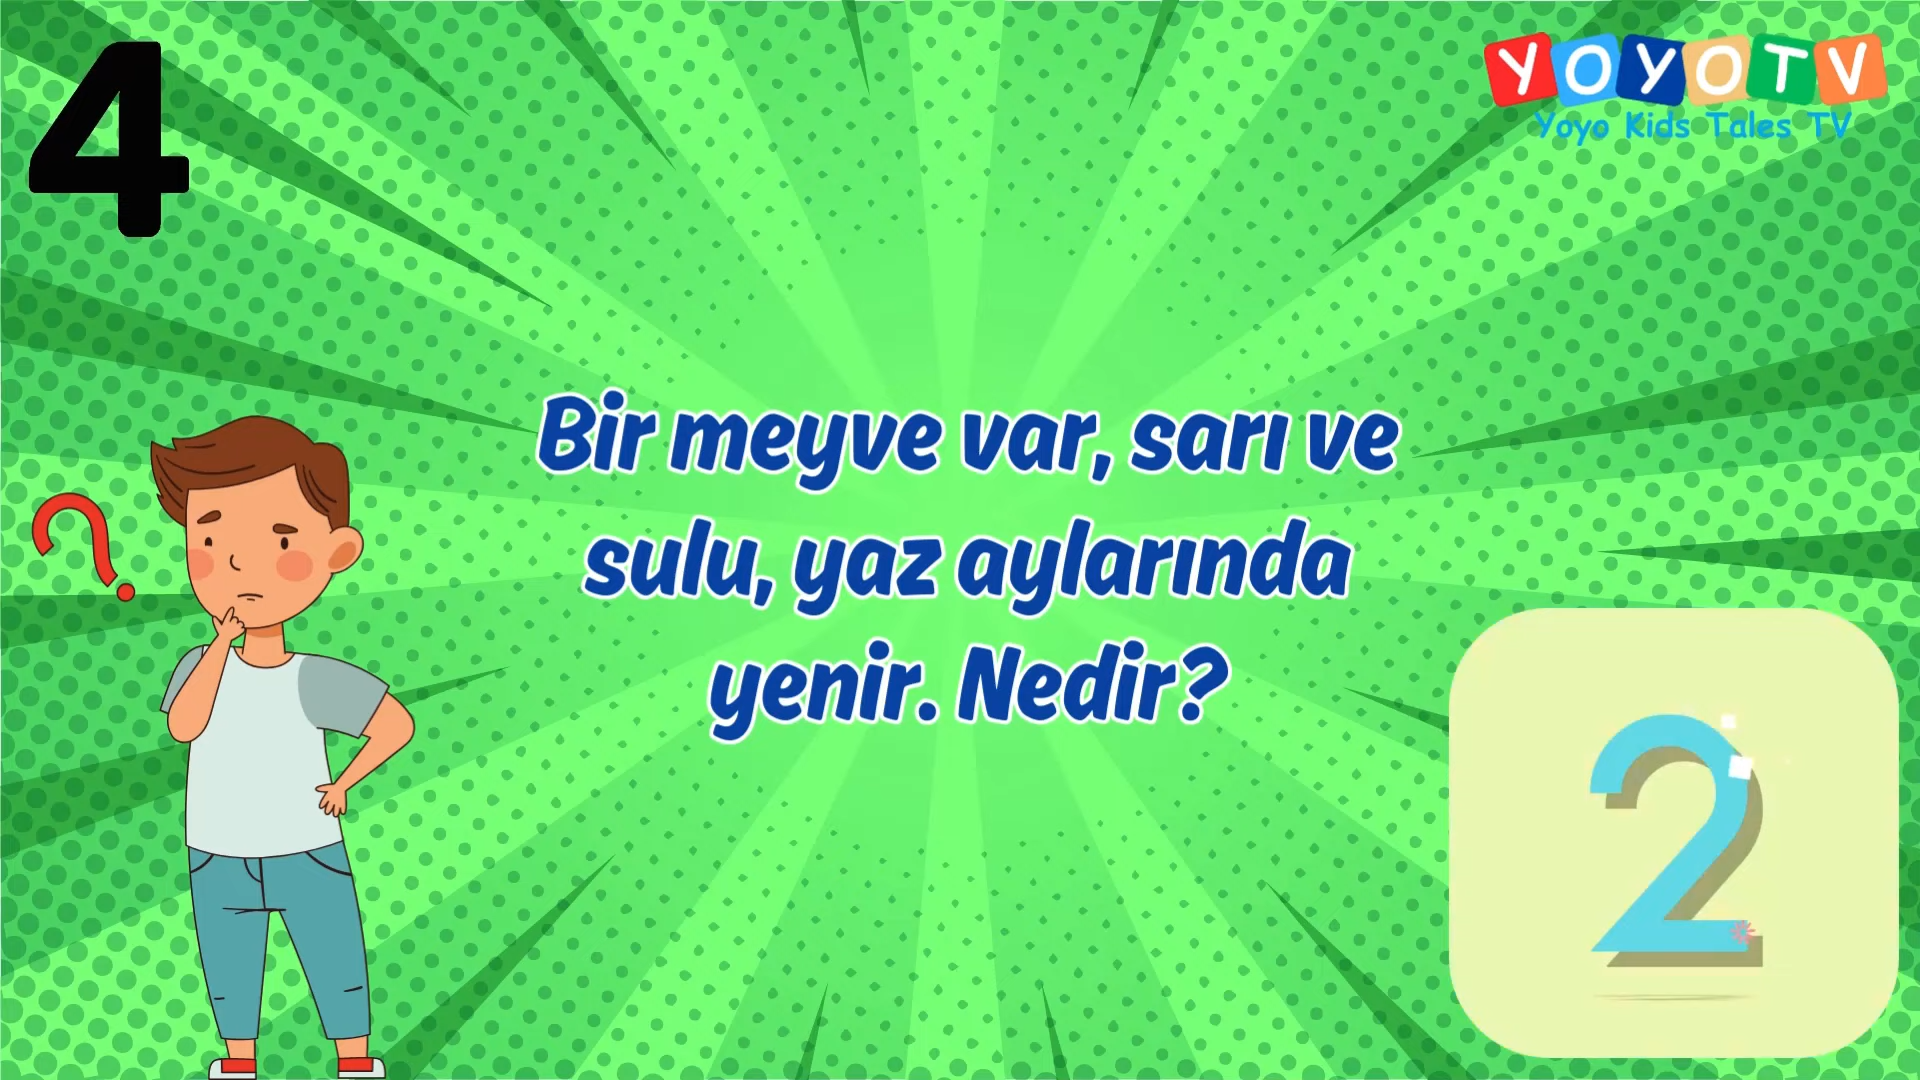 4
YOYOTV
Yoyo Kids Tales TV
Bir meyve var, sarı ve
sulu, yaz aylarında
yenir. Nedir?
2